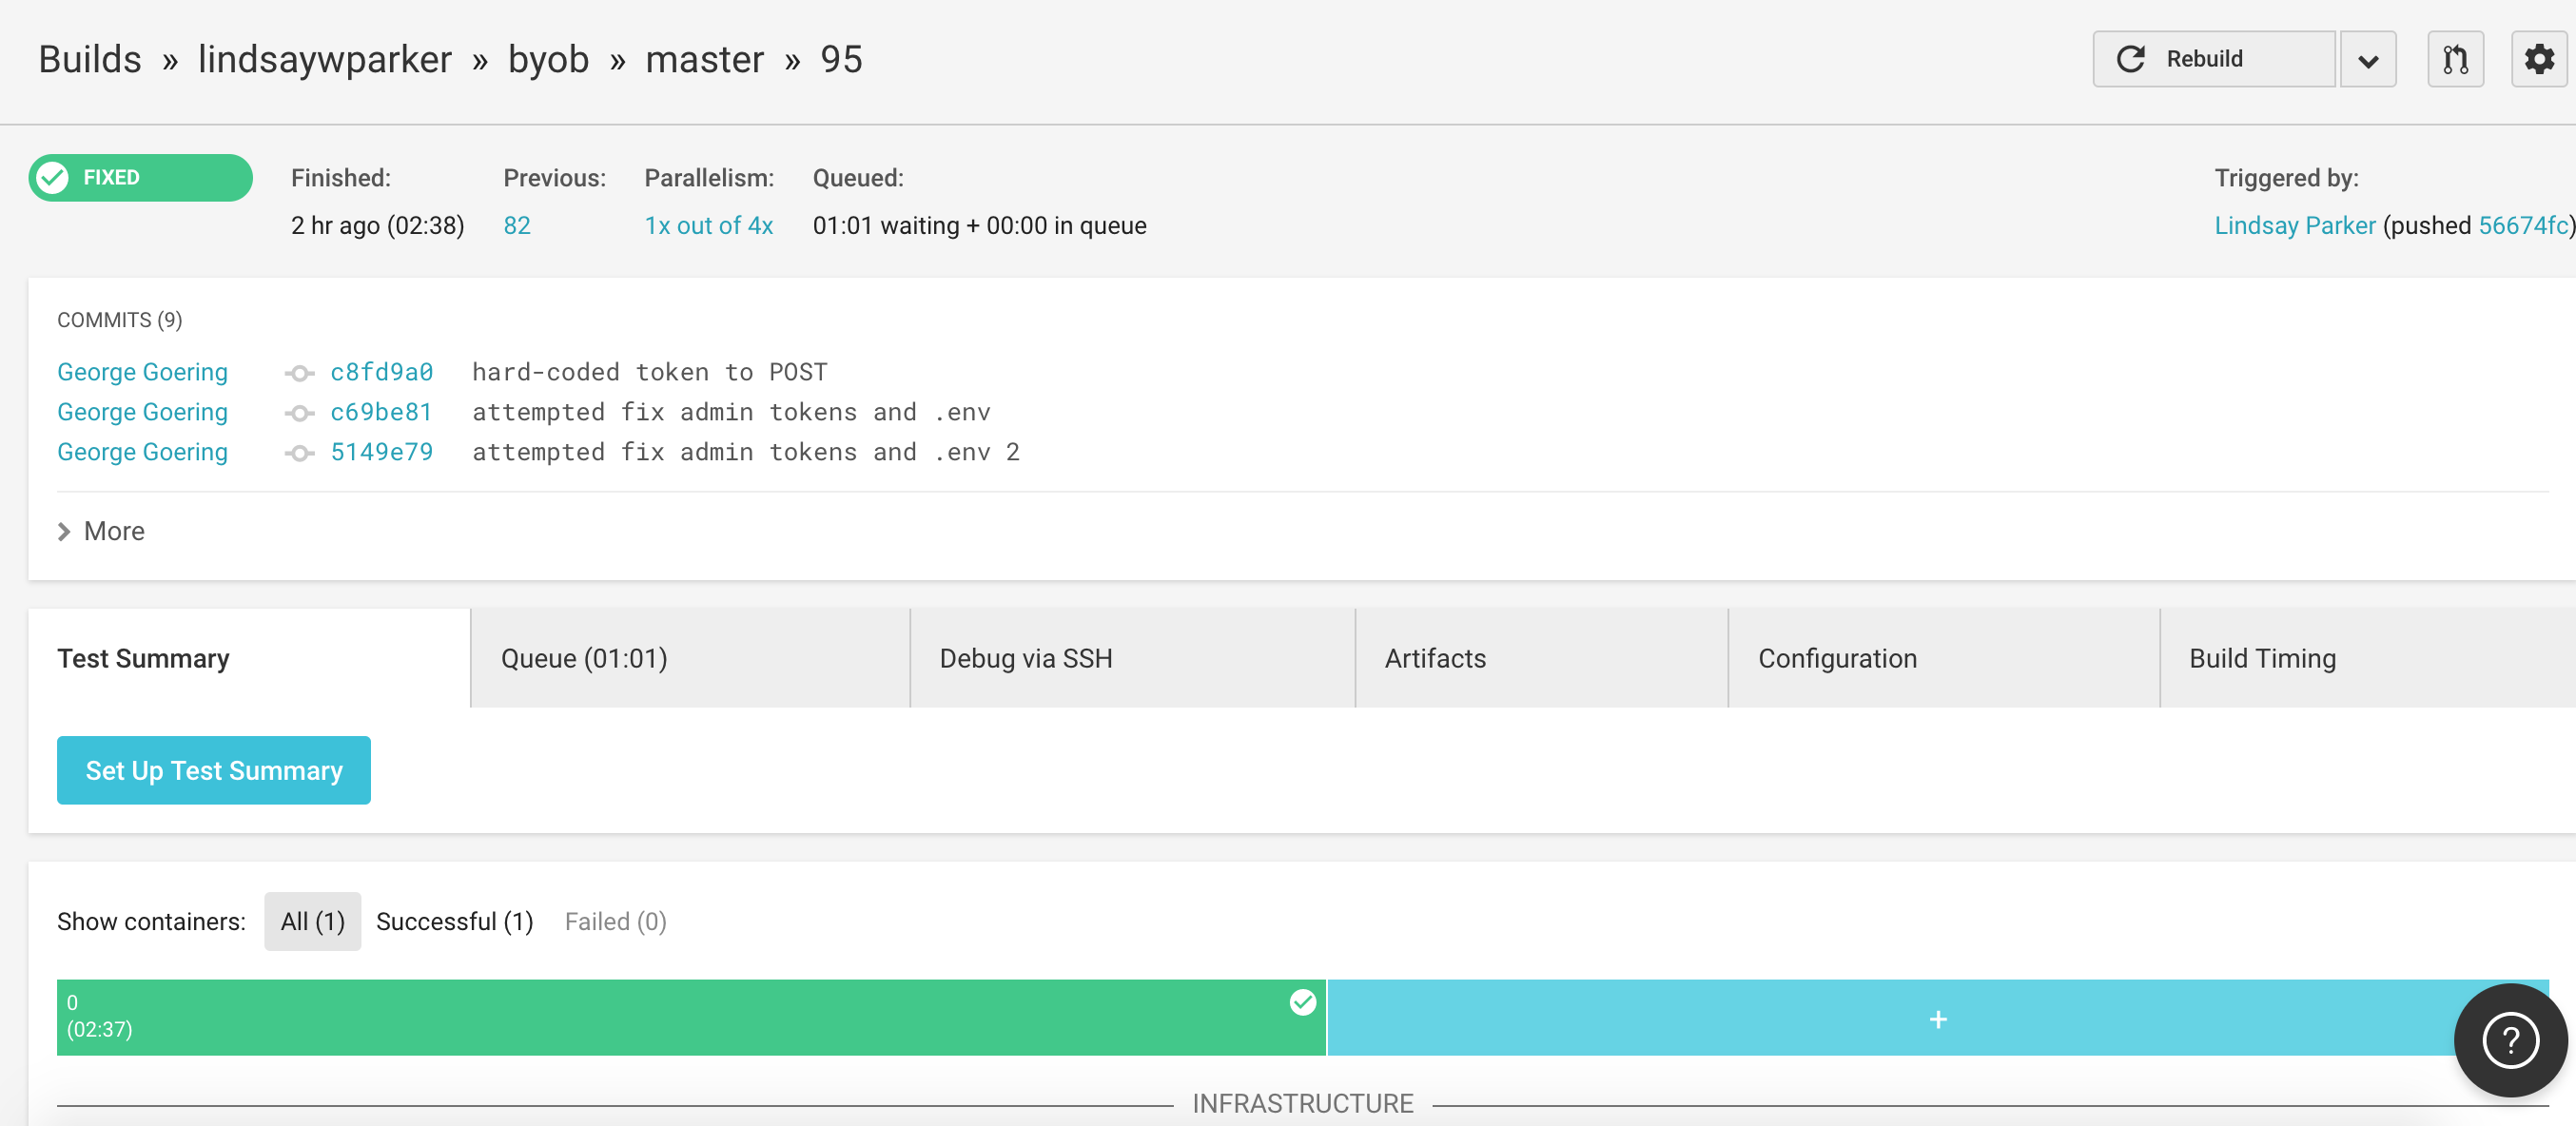 Builds » lindsaywparker » byob » master » 95
Rebuild
FIXED
Finished: Previous: Parallelism: Queued: Triggered by:
2 hr ago (02:38) 82 1x out of 4x 01:01 waiting + 00:00 in queue Lindsay Parker (pushed 56674fc)
COMMITS (9)
George Goering c8fd9a0 hard-coded token to POST
George Goering c69be81 attempted fix admin tokens and .env
George Goering 5149e79 attempted fix admin tokens and .env 2
More
Test Summary Queue (01:01) Debug via SSH Artifacts Configuration Build Timing
Set Up Test Summary
Show containers: All (1) Successful (1) Failed (0)
0
(02:37)
+
?
INFRASTRUCTURE